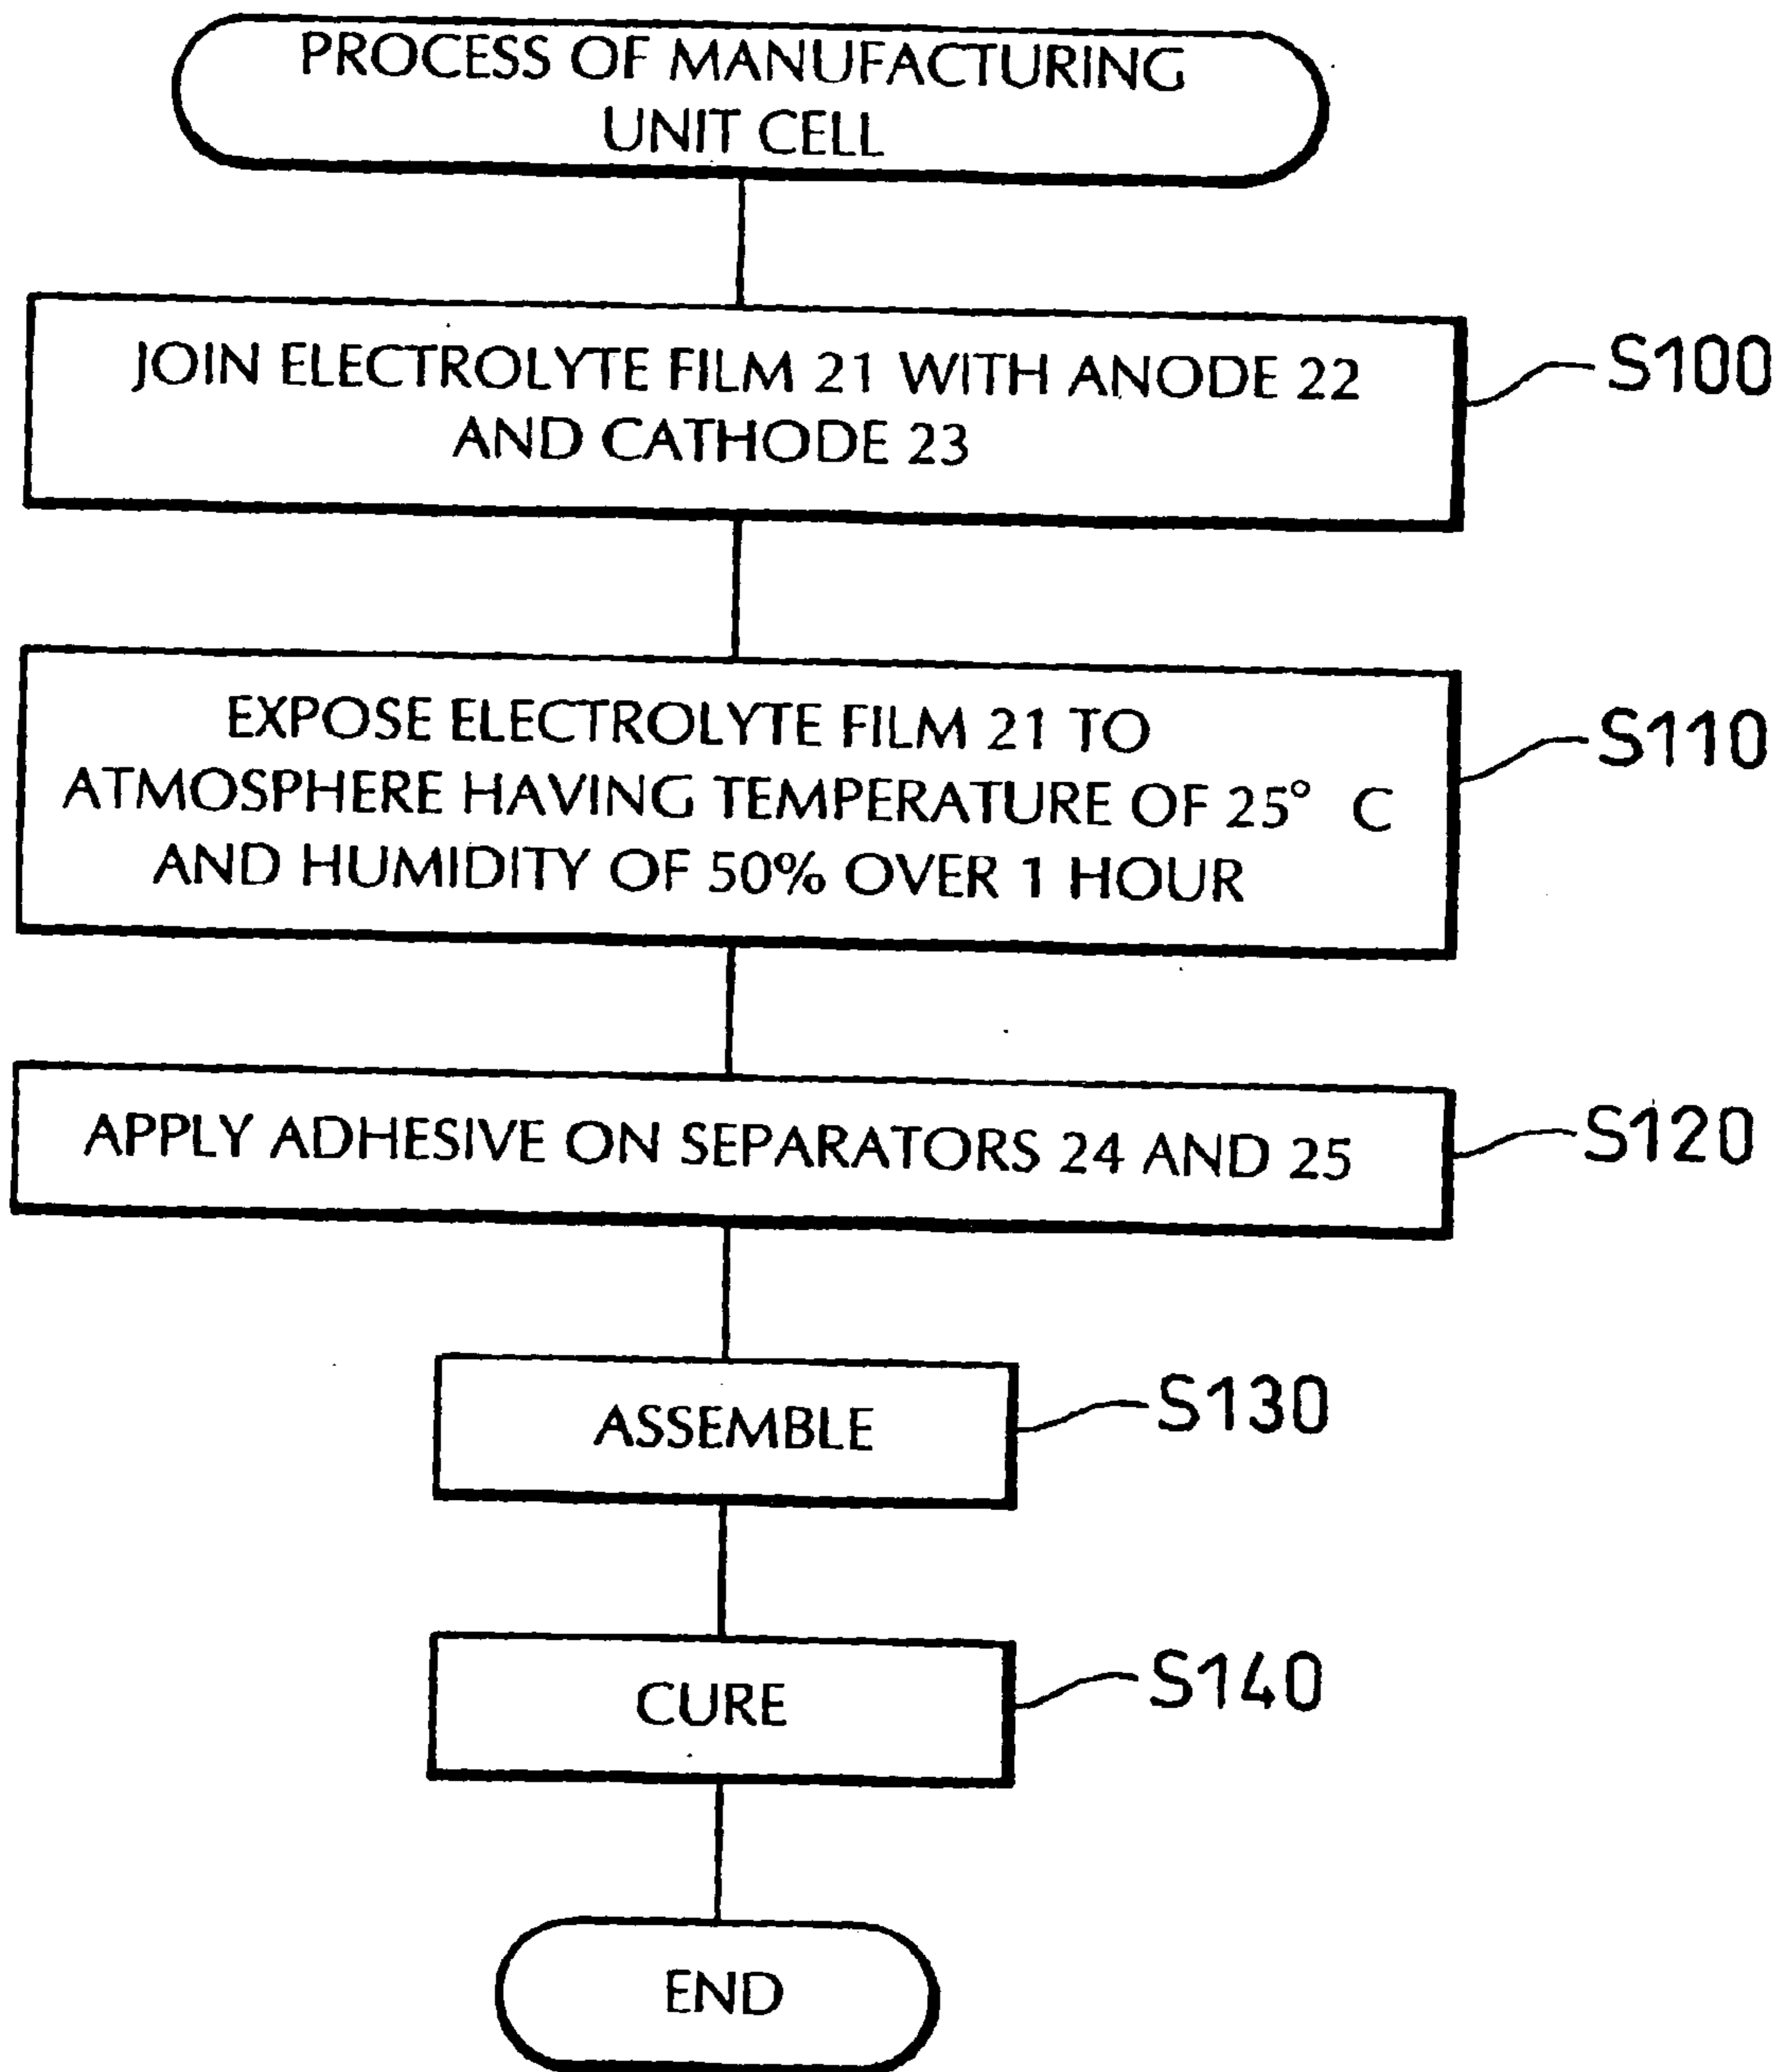 PROCESS OF MANUFACTURING
UNIT CELL
JOIN ELECTROLYTE FILM 21 WITH ANODE 22
AND CATHODE 23
S100
EXPOSE ELECTROLYTE FILM 21 TO
ATMOSPHERE HAVING TEMPERATURE OF 25° C
AND HUMIDITY OF 50% OVER 1 HOUR
S110
APPLY ADHESIVE ON SEPARATORS 24 AND 25
S120
ASSEMBLE
S130
CURE
S140
END